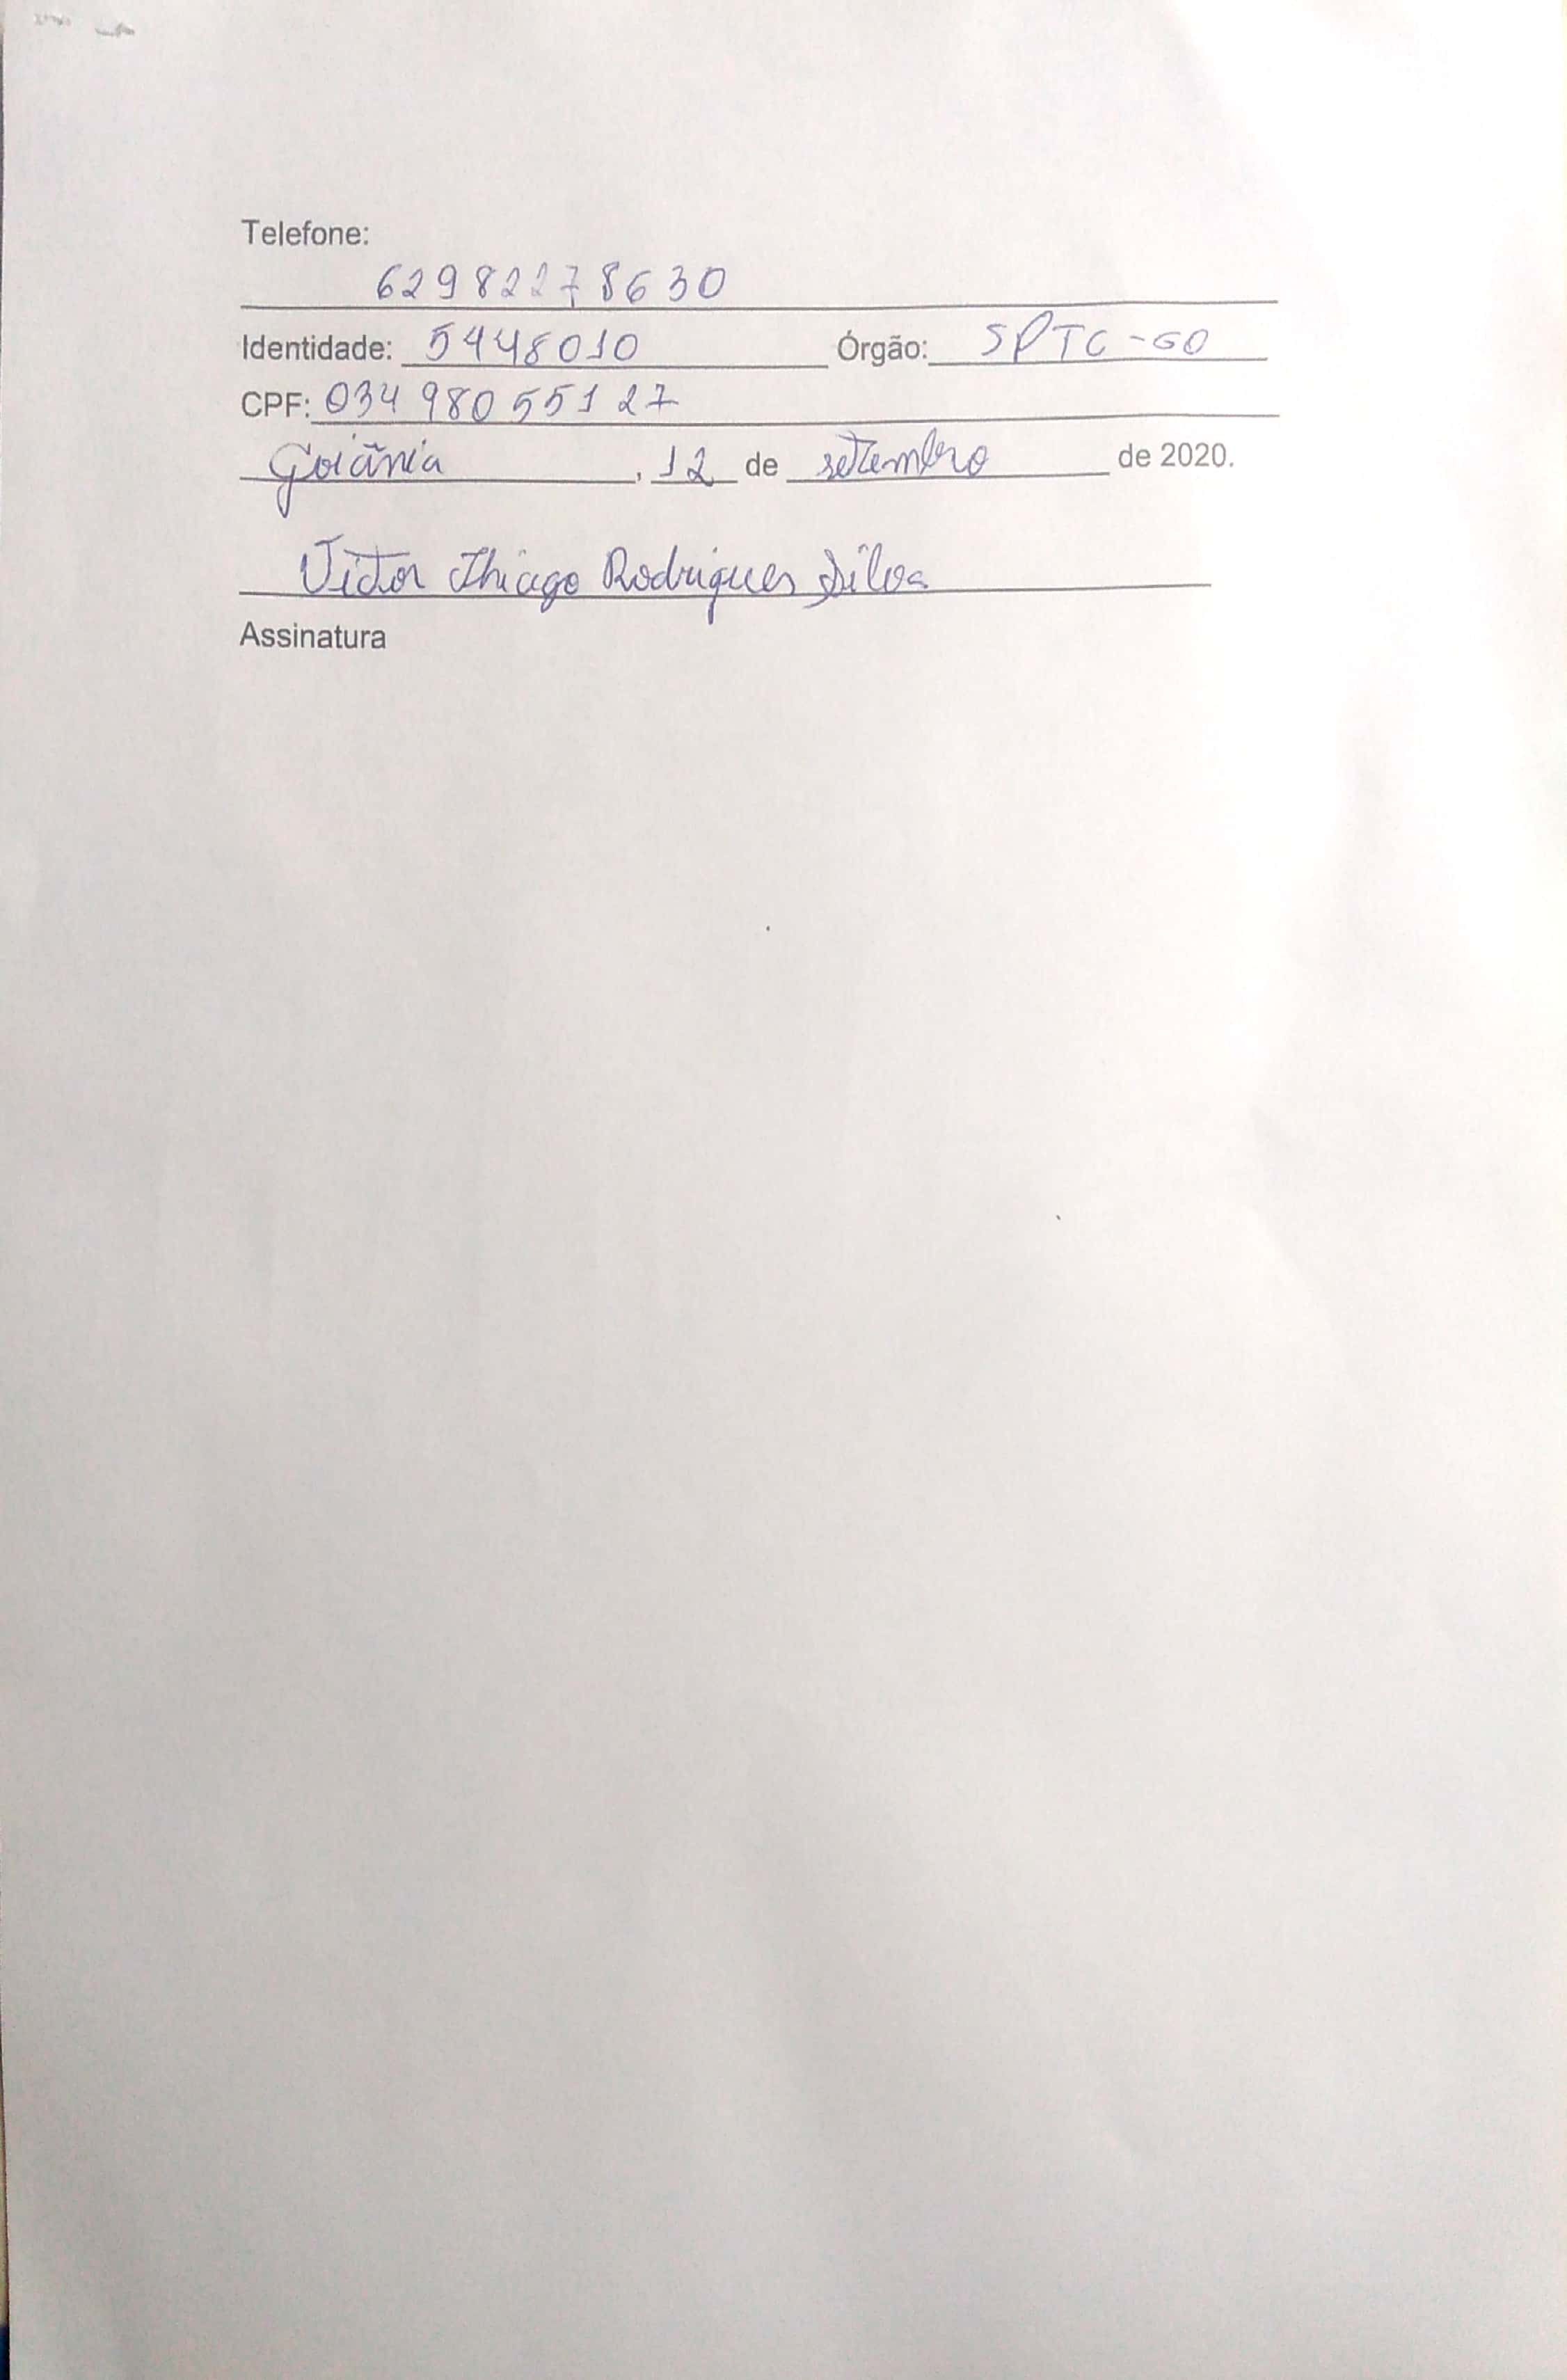 Telefone:
62982278630
Identidade: 5448010 Órgão: SPTC-GO
CPF: 034 980 551 27
Goiânia, 12 de setembro de 2020.
Victor Thiago Rodrigues Silva
Assinatura